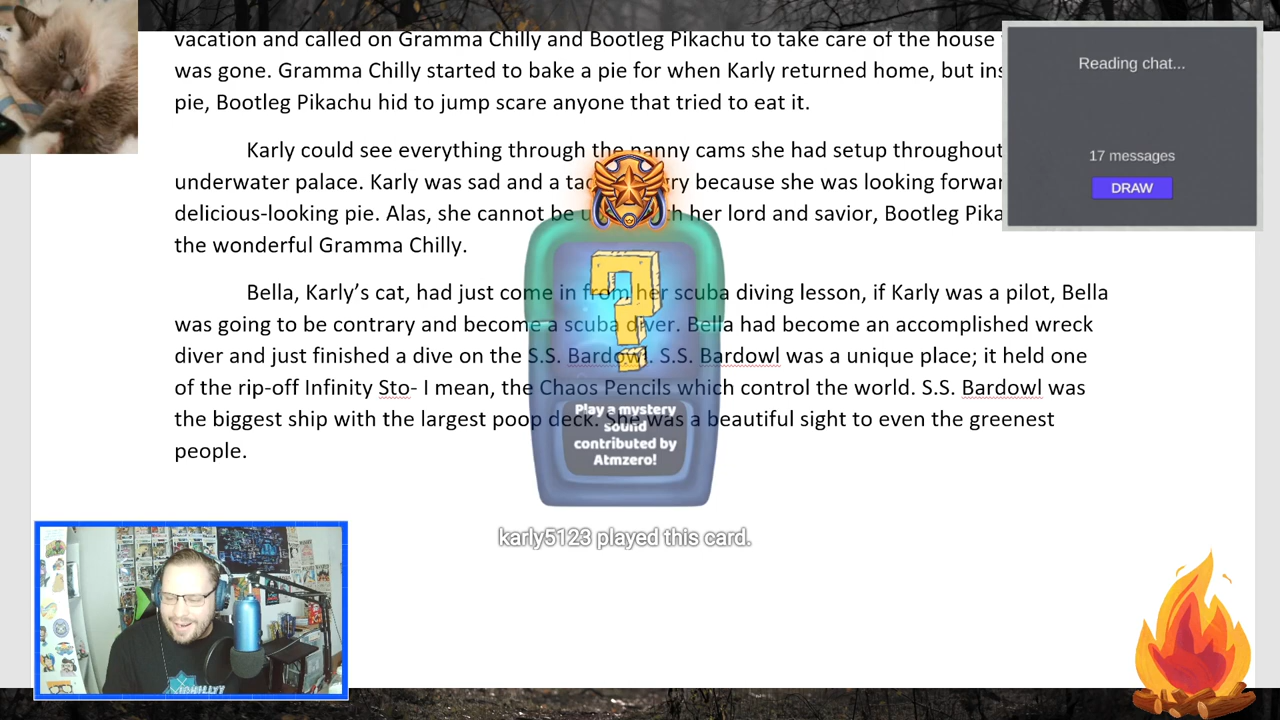 vacation and called on Gramma Chilly and Bootleg Pikachu to take care of the house
was gone. Gramma Chilly started to bake a pie for when Karly returned home, but ins
pie, Bootleg Pikachu hid to jump scare anyone that tried to eat it.
Karly could see everything through the nanny cams she had setup throughout
underwater palace. Karly was sad and a ta ry because she was looking forwar
delicious-looking pie. Alas, she cannot be u h her lord and savior, Bootleg Pika
the wonderful Gramma Chilly.
Bella, Karly's cat, had just come in from her scuba diving lesson, if Karly was a pilot, Bella
was going to be contrary and become a scuba diver. Bella had become an accomplished wreck
diver and just finished a dive on the S.S. Bardowl. S.S. Bardowl was a unique place; it held one
of the rip-off Infinity Sto- I mean, the Chaos Pencils which control the world. S.S. Bardowl was
the biggest ship with the largest poop deck. She was a beautiful sight to even the greenest
people.
Reading chat...
17 messages
DRAW
?
Play a mystery
sound
contributed by
Atmzero!
karly5123 played this card.